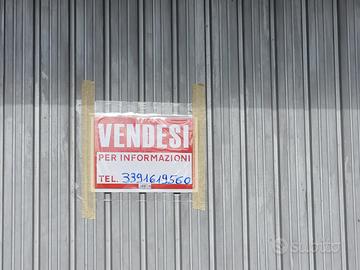 VENDESI
PER INFORMAZIONI
TEL. 3391619560
subito